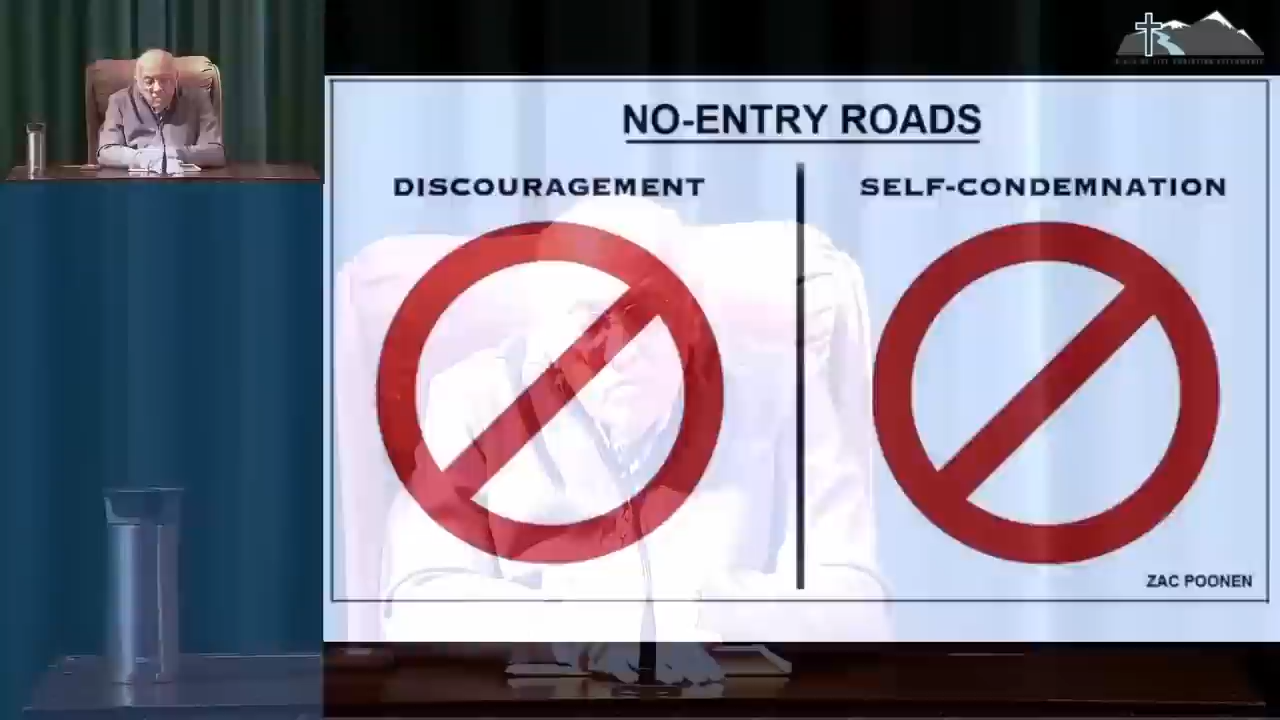 NO-ENTRY ROADS
DISCOURAGEMENT
SELF-CONDEMNATION
ZAC POONEN